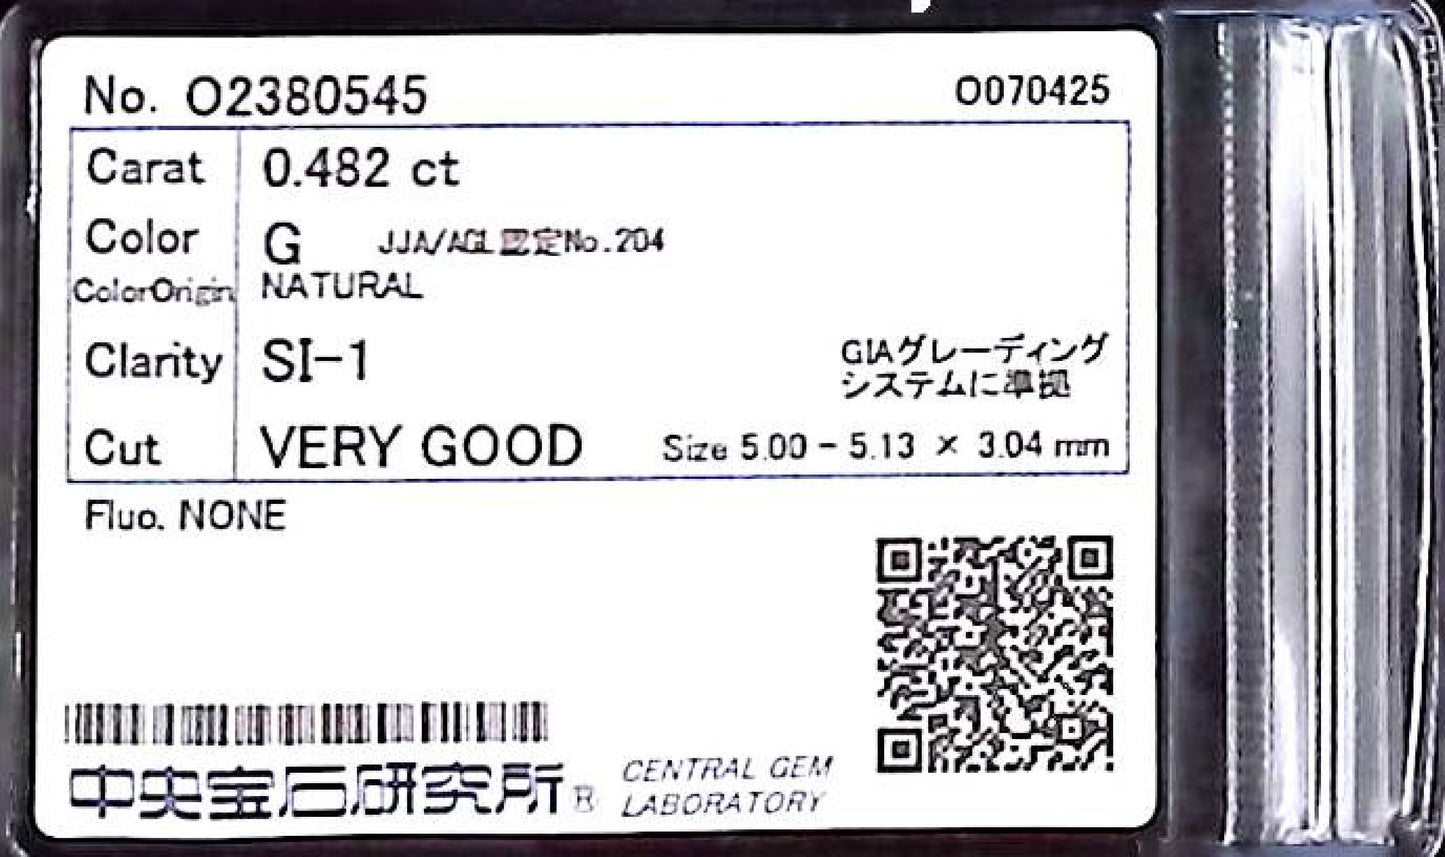 No. O2380545
O070425
Carat 0.482 ct
Color G JJA/AGL認定No.204
ColorOrigin NATURAL
Clarity SI-1
GIAグレーディング
システムに準拠
Cut VERY GOOD Size 5.00 - 5.13 × 3.04 mm
Fluo. NONE
中央宝石研究所® CENTRAL GEM
LABORATORY